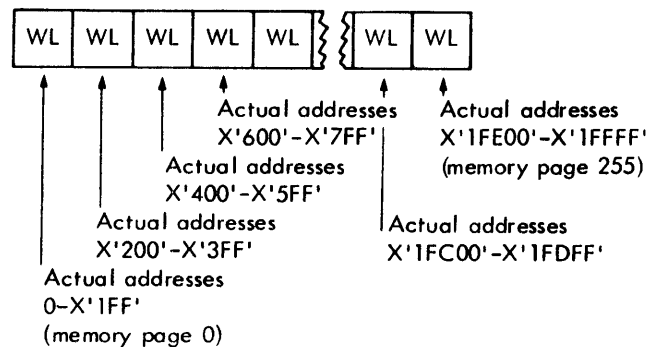 WL WL WL WL WL WL WL
Actual addresses
X'600'-X'7FF'
Actual addresses
X'1FE00'-X'1FFFF'
(memory page 255)
Actual addresses
X'400'-X'5FF'
Actual addresses
X'200'-X'3FF'
Actual addresses
X'1FC00'-X'1FDFF'
Actual addresses
0-X'1FF'
(memory page 0)